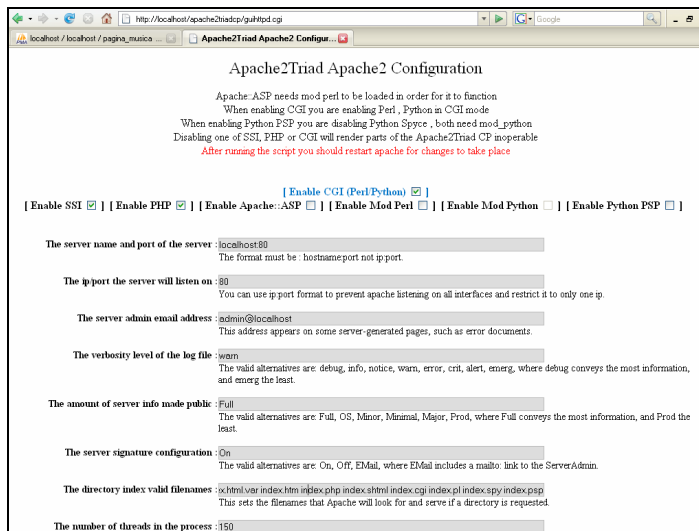 http://localhost/apache2triadcp/guihttpd.cgi
Google
localhost / localhost / pagina_musica ...
Apache2Triad Apache2 Configur...
Apache2Triad Apache2 Configuration
Apache::ASP needs mod perl to be loaded in order for it to function
When enabling CGI you are enabling Perl , Python in CGI mode
When enabling Python PSP you are disabling Python Spyce , both need mod_python
Disabling one of SSI, PHP or CGI will render parts of the Apache2Triad CP inoperable
After running the script you should restart apache for changes to take place
[ Enable CGI (Perl/Python) ]
[ Enable SSI ] [ Enable PHP ] [ Enable Apache::ASP ] [ Enable Mod Perl ] [ Enable Mod Python ] [ Enable Python PSP ]
The server name and port of the server : localhost:80
The format must be : hostname:port not ip:port.
The ip/port the server will listen on : 80
You can use ip:port format to prevent apache listening on all interfaces and restrict it to only one ip.
The server admin email address : admin@localhost
This address appears on some server-generated pages, such as error documents.
The verbosity level of the log file : warn
The valid alternatives are: debug, info, notice, warn, error, crit, alert, emerg, where debug conveys the most information,
and emerg the least.
The amount of server info made public : Full
The valid alternatives are: Full, OS, Minor, Minimal, Major, Prod, where Full conveys the most information, and Prod the
least.
The server signature configuration : On
The valid alternatives are: On, Off, EMail, where EMail includes a mailto: link to the ServerAdmin.
The directory index valid filenames : x.html.var index.htm index.php index.shtml index.cgi index.pl index.spy index.psp
This sets the filenames that Apache will look for and serve if a directory is requested.
The number of threads in the process : 150